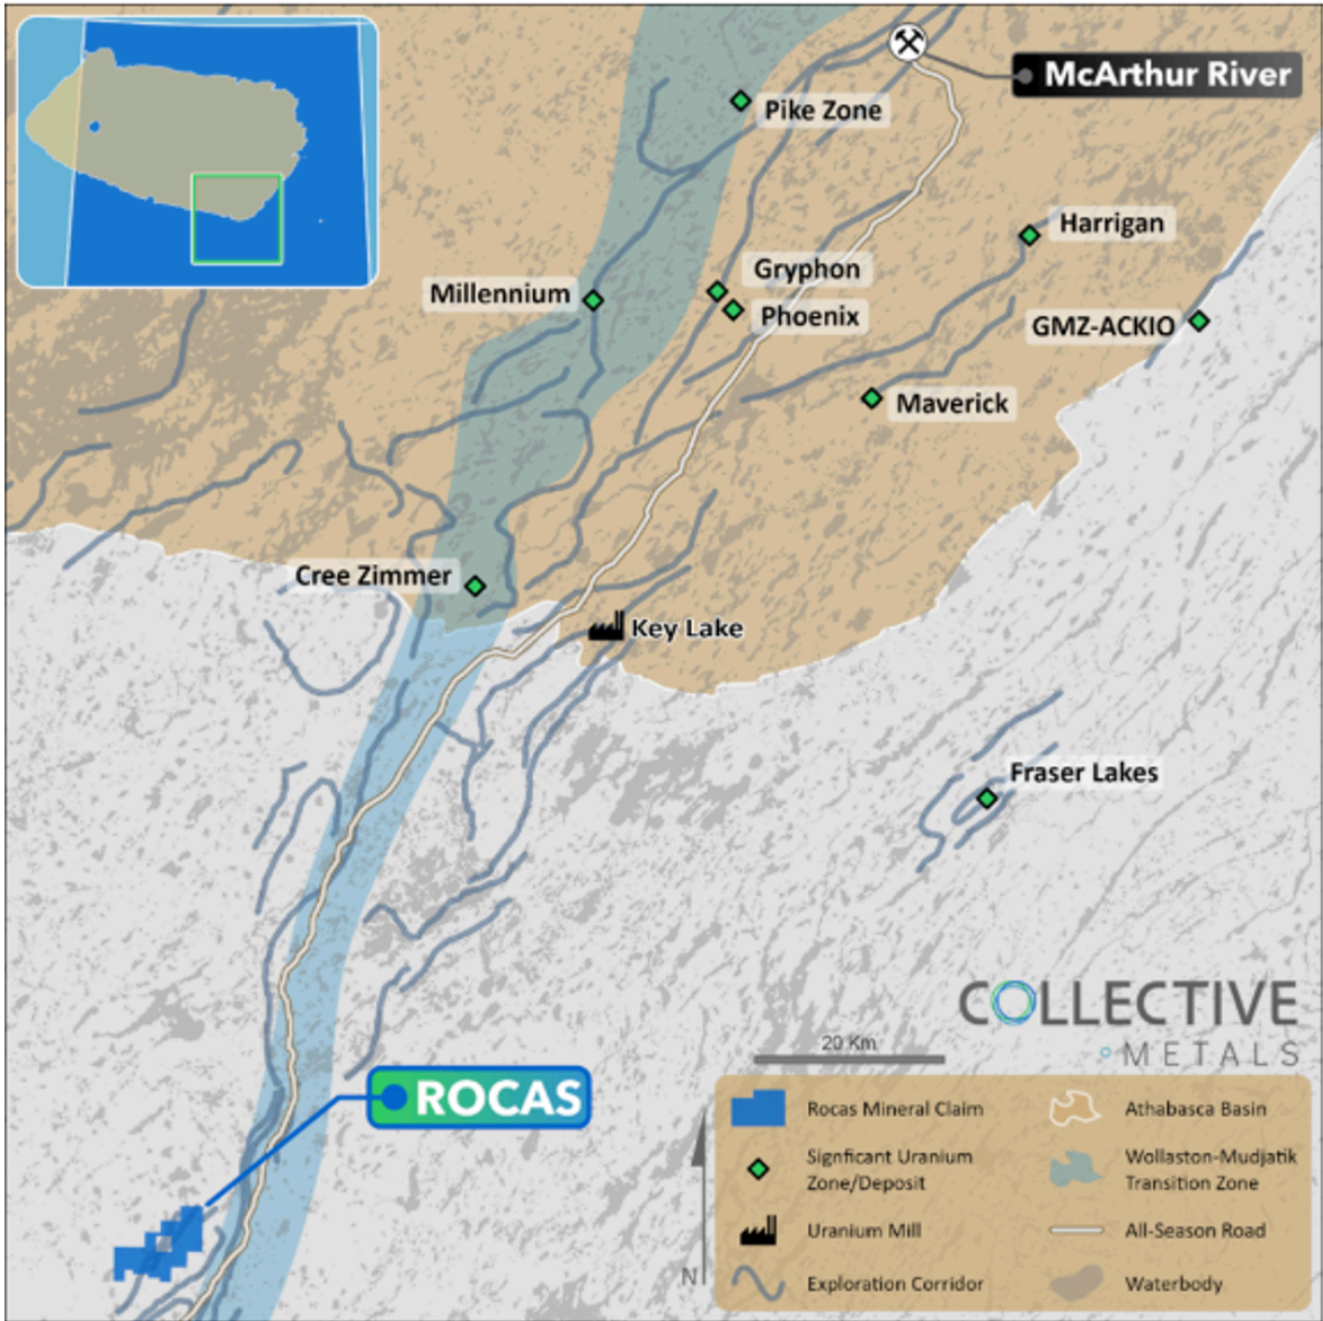 McArthur River
Pike Zone
Harrigan
Gryphon
Millennium
Phoenix
GMZ-ACKIO
Maverick
Cree Zimmer
Key Lake
Fraser Lakes
COLLECTIVE
METALS
20 Km
ROCAS
Rocas Mineral Claim
Signficant Uranium
Zone/Deposit
Uranium Mill
Exploration Corridor
Athabasca Basin
Wollaston-Mudjatik
Transition Zone
All-Season Road
Waterbody
N